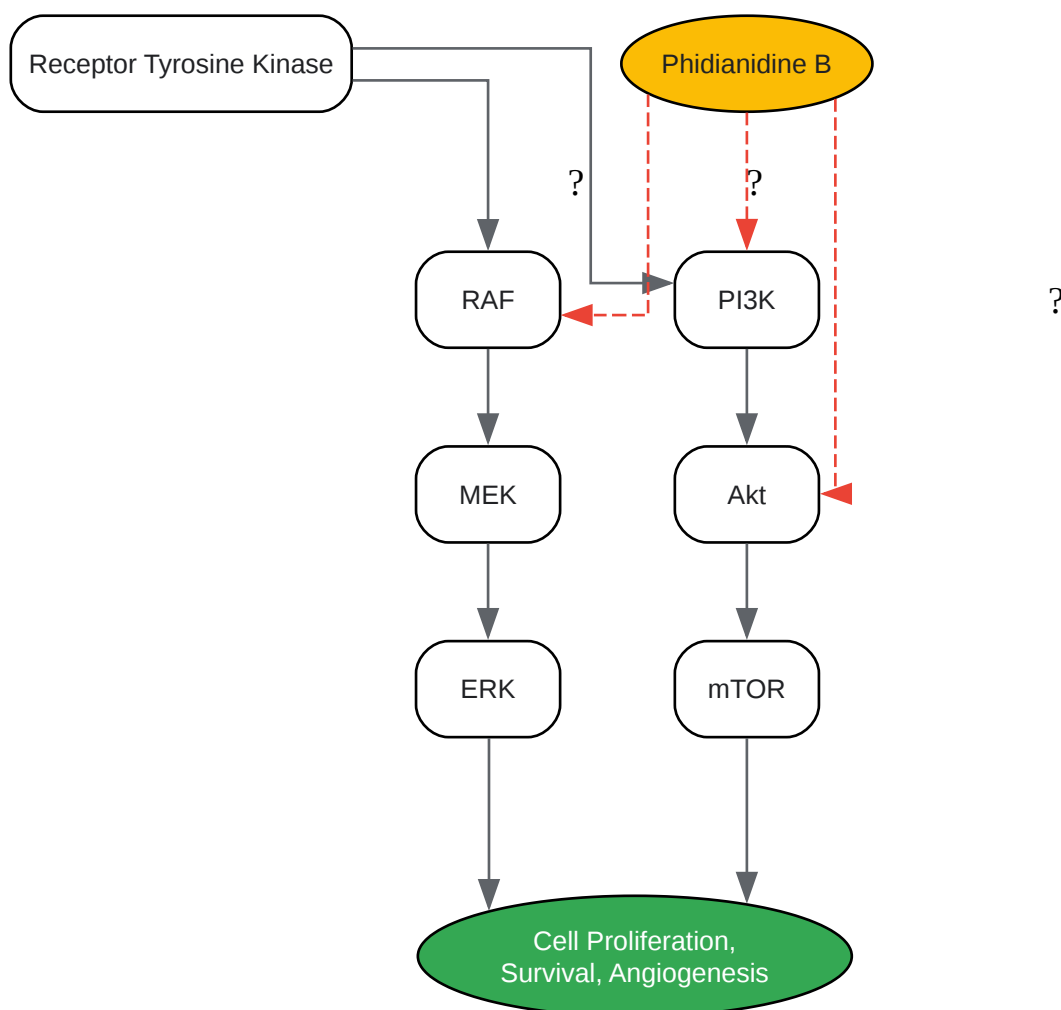 Receptor Tyrosine Kinase
Phidianidine B
?
?
RAF
PI3K
?
MEK
Akt
ERK
mTOR
Cell Proliferation,
Survival, Angiogenesis